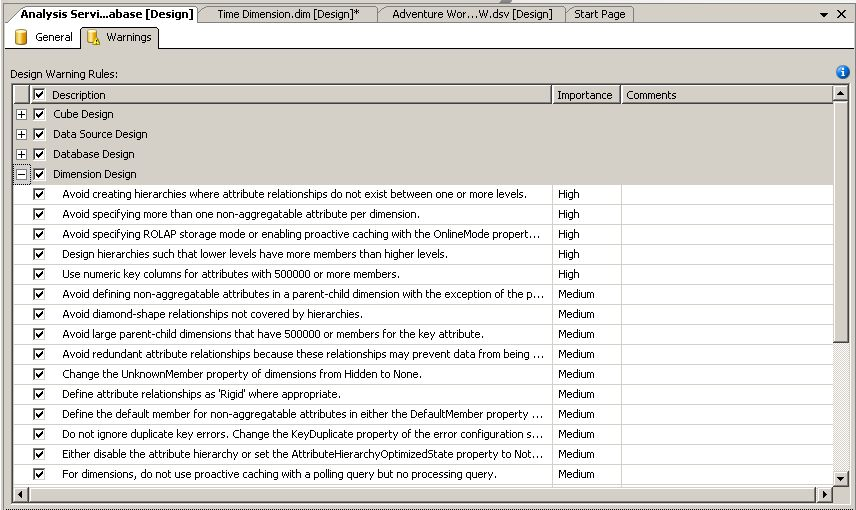 Analysis Servi...abase [Design] Time Dimension.dim [Design]* Adventure Wor...W.dsv [Design] Start Page
General Warnings
Design Warning Rules:
Description Importance Comments
Cube Design
Data Source Design
Database Design
Dimension Design
Avoid creating hierarchies where attribute relationships do not exist between one or more levels. High
Avoid specifying more than one non-aggregatable attribute per dimension. High
Avoid specifying ROLAP storage mode or enabling proactive caching with the OnlineMode propert... High
Design hierarchies such that lower levels have more members than higher levels. High
Use numeric key columns for attributes with 500000 or more members. High
Avoid defining non-aggregatable attributes in a parent-child dimension with the exception of the p... Medium
Avoid diamond-shape relationships not covered by hierarchies. Medium
Avoid large parent-child dimensions that have 500000 or members for the key attribute. Medium
Avoid redundant attribute relationships because these relationships may prevent data from being ... Medium
Change the UnknownMember property of dimensions from Hidden to None. Medium
Define attribute relationships as 'Rigid' where appropriate. Medium
Define the default member for non-aggregatable attributes in either the DefaultMember property ... Medium
Do not ignore duplicate key errors. Change the KeyDuplicate property of the error configuration s... Medium
Either disable the attribute hierarchy or set the AttributeHierarchyOptimizedState property to Not... Medium
For dimensions, do not use proactive caching with a polling query but no processing query. Medium